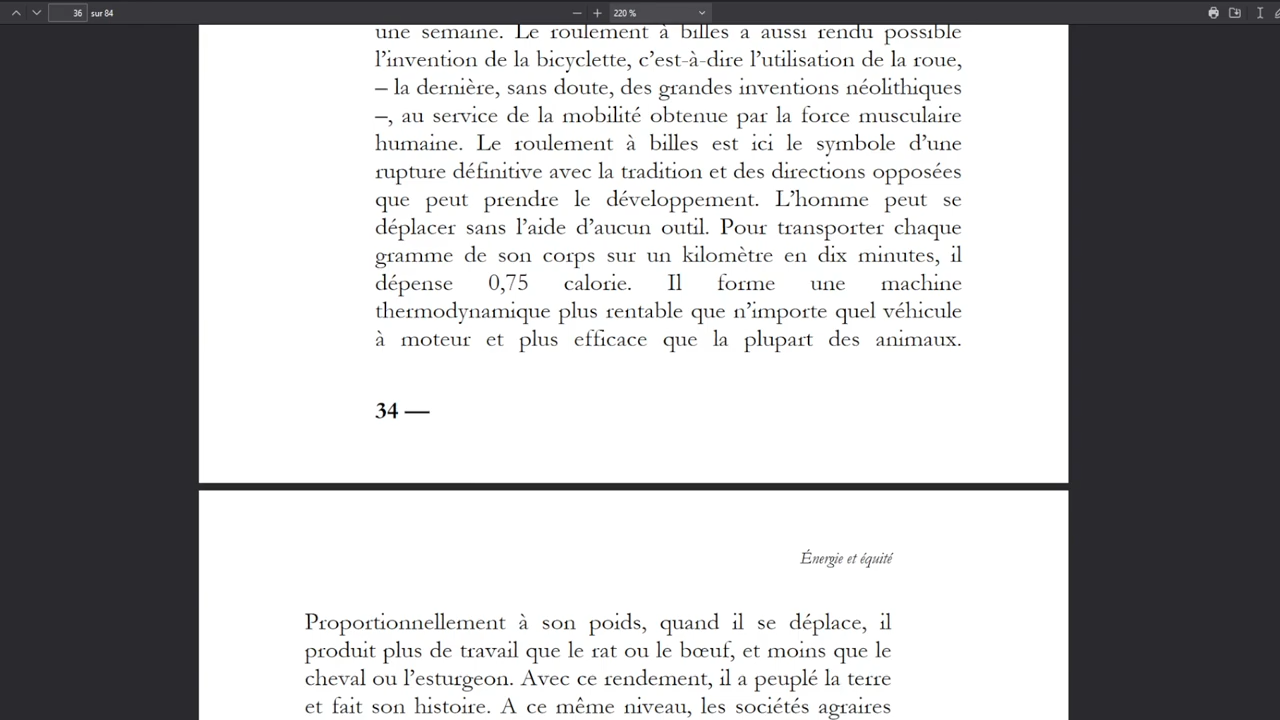 36 sur 84 220 %
une semaine. Le roulement à billes a aussi rendu possible
l’invention de la bicyclette, c’est-à-dire l’utilisation de la roue,
– la dernière, sans doute, des grandes inventions néolithiques
–, au service de la mobilité obtenue par la force musculaire
humaine. Le roulement à billes est ici le symbole d’une
rupture définitive avec la tradition et des directions opposées
que peut prendre le développement. L’homme peut se
déplacer sans l’aide d’aucun outil. Pour transporter chaque
gramme de son corps sur un kilomètre en dix minutes, il
dépense 0,75 calorie. Il forme une machine
thermodynamique plus rentable que n’importe quel véhicule
à moteur et plus efficace que la plupart des animaux.
34 —
Énergie et équité
Proportionnellement à son poids, quand il se déplace, il
produit plus de travail que le rat ou le bœuf, et moins que le
cheval ou l’esturgeon. Avec ce rendement, il a peuplé la terre
et fait son histoire. A ce même niveau, les sociétés agraires